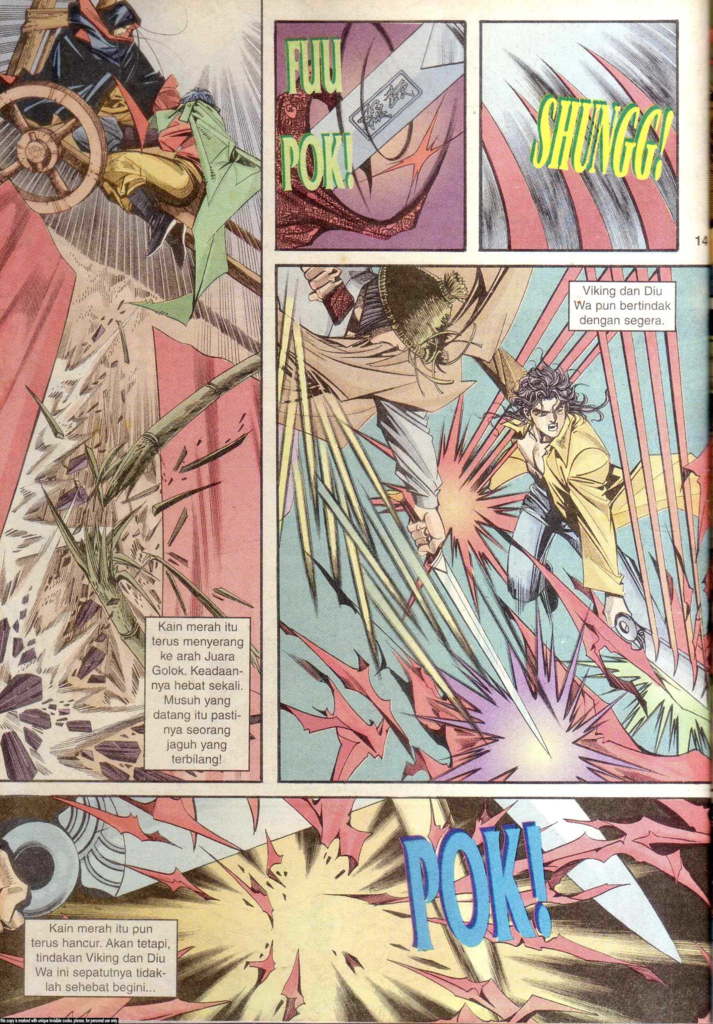 FUU
POK!
SHUNGG!
14
Viking dan Diu
Wa pun bertindak
dengan segera.
Kain merah itu
terus menyerang
ke arah Juara
Golok. Keadaan-
nya hebat sekali.
Musuh yang
datang itu pasti-
nya seorang
jaguh yang
terbilang!
POK!
Kain merah itu pun
terus hancur. Akan tetapi,
tindakan Viking dan Diu
Wa ini sepatutnya tidak-
lah sehebat begini...